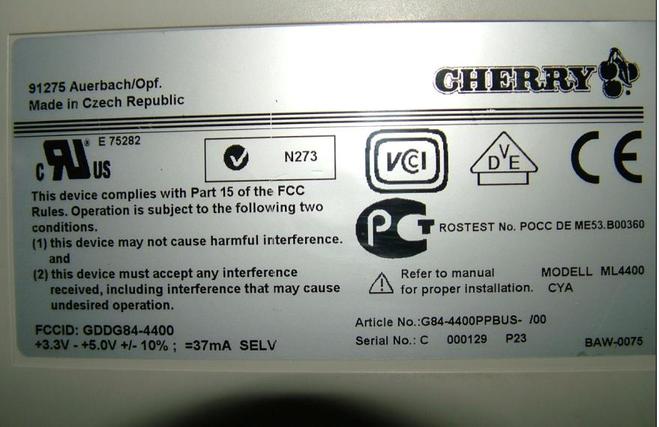 91275 Auerbach/Opf.
Made in Czech Republic
CHERRY
E 75282
c RU ® US
N273
VCI
DVE
CE
This device complies with Part 15 of the FCC
Rules. Operation is subject to the following two
conditions.
(1) this device may not cause harmful interference.
and
(2) this device must accept any interference
received, including interference that may cause
undesired operation.
PCT
ROSTEST No. POCC DE ME53.B00360
Refer to manual
for proper installation.
MODELL ML4400
CYA
FCCID: GDDG84-4400
+3.3V - +5.0V +/- 10% ; =37mA SELV
Article No.:G84-4400PPBUS- /00
Serial No.: C 000129 P23
BAW-0075